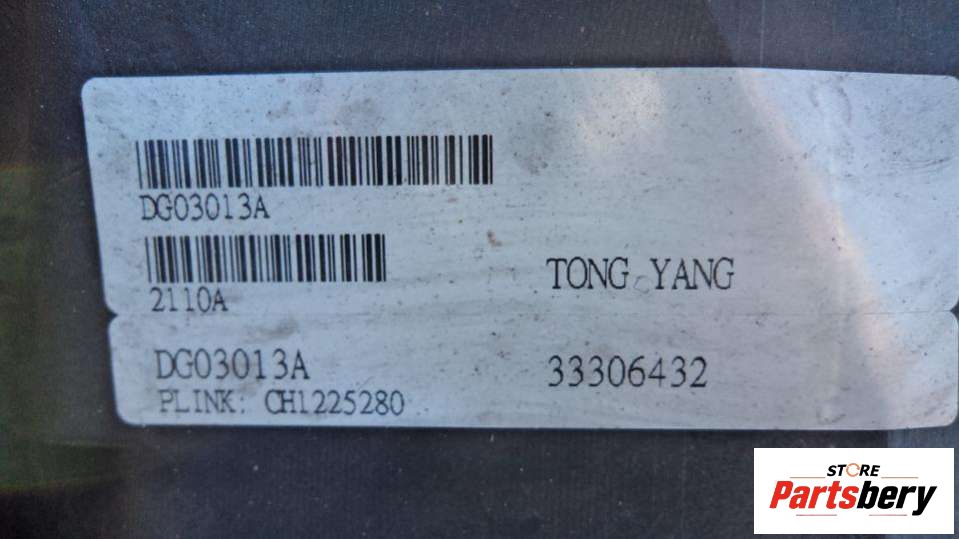 DG03013A
2110A
TONG YANG
DG03013A
33306432
PLINK: CH1225280
STORE
Partsbery